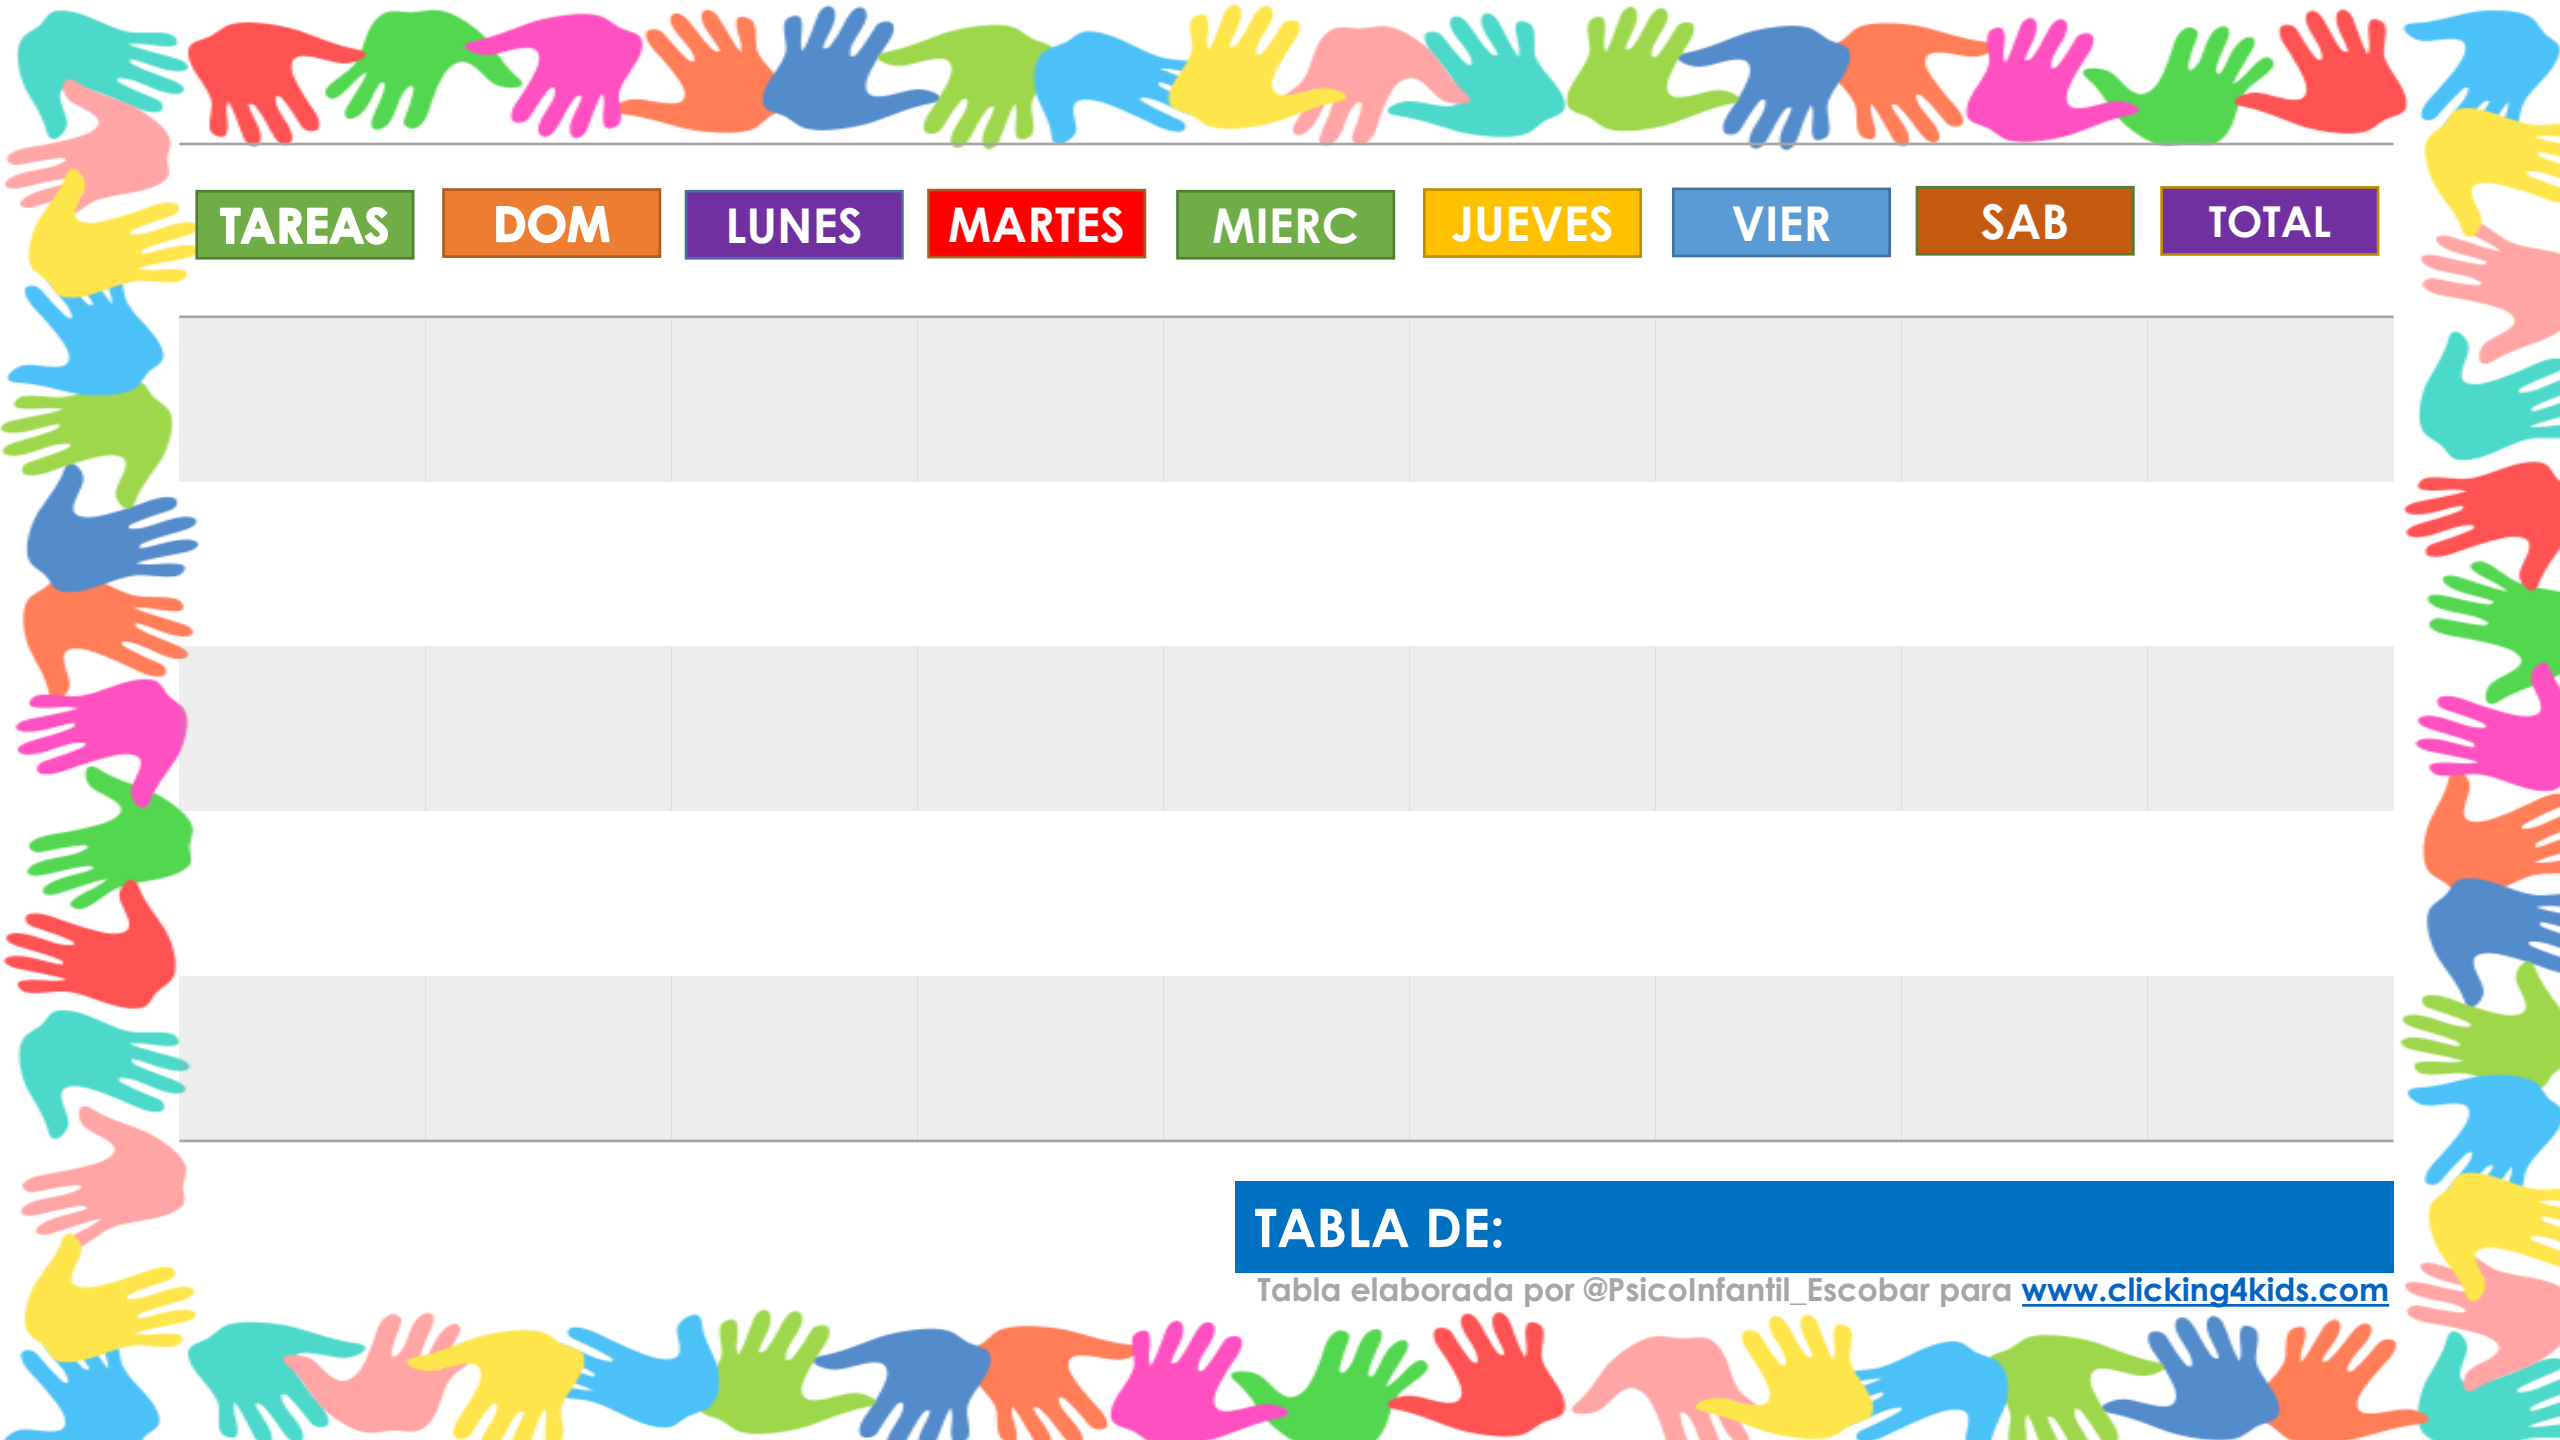 TAREAS DOM LUNES MARTES MIERC JUEVES VIER SAB TOTAL
TABLA DE:
Tabla elaborada por @PsicoInfantil_Escobar para www.clicking4kids.com